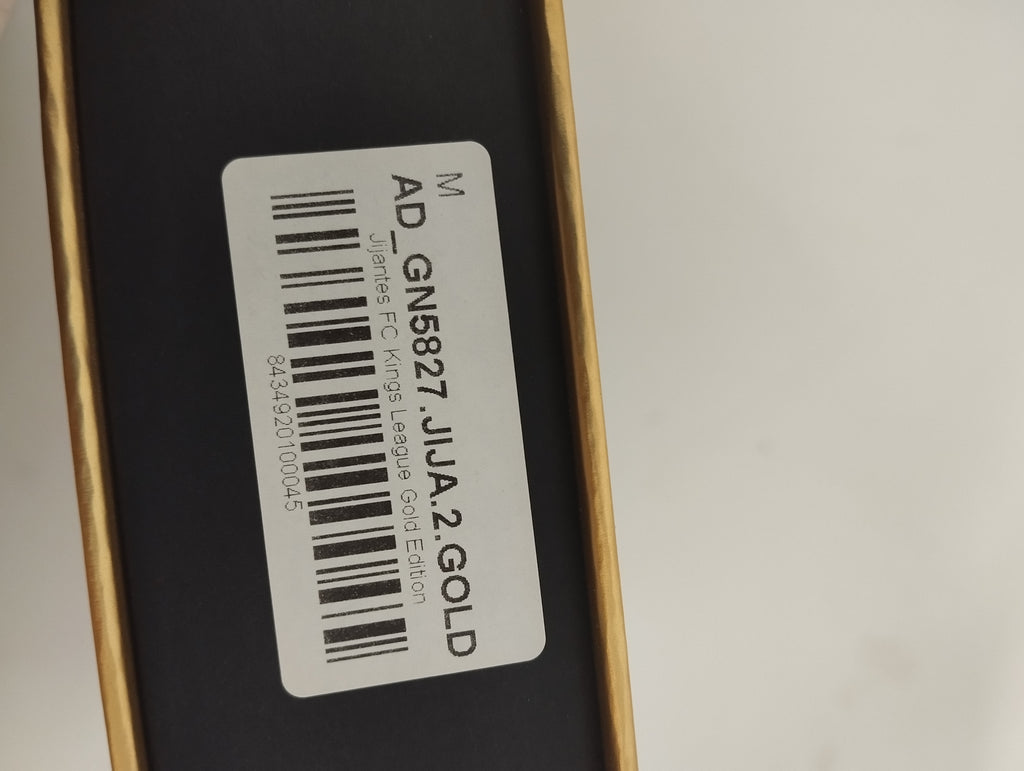 M
AD_GN5827.JIJA.2.GOLD
Jijantes FC Kings League Gold Edition
8434920100045